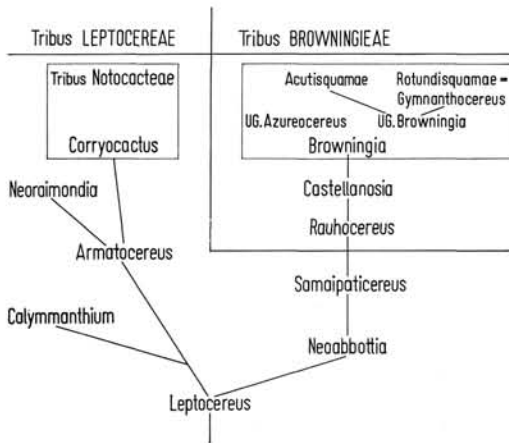 Tribus LEPTOCEREAE
Tribus BROWNINGIEAE
Tribus Notocacteae
Corryocactus
Neoraimondia
Armatocereus
Calymmanthium
Leptocereus
Acutisquamae
Rotundisquamae =
Gymnanthocereus
UG. Azureocereus
UG. Browningia
Browningia
Castellanosia
Rauhocereus
Samaipaticereus
Neoabbottia